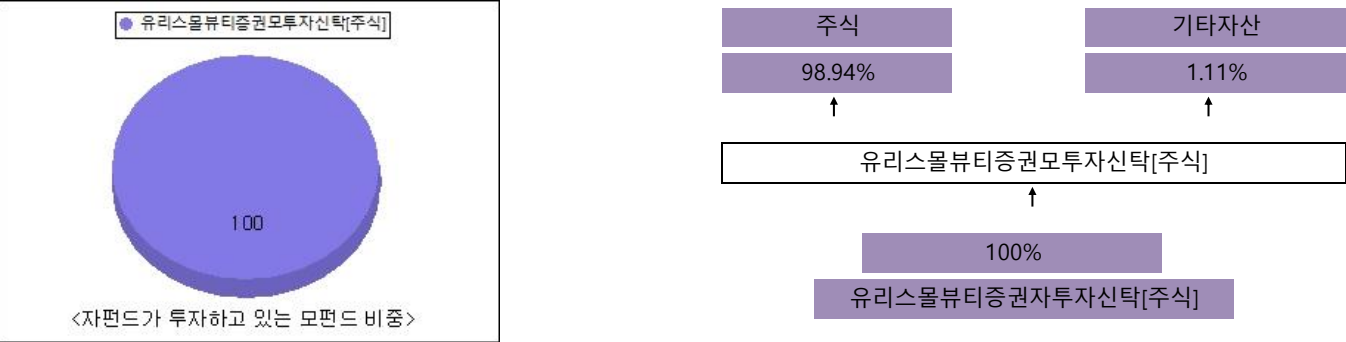 유리스몰뷰티증권모투자신탁[주식]
100
<자펀드가 투자하고 있는 모펀드 비중>
주식 기타자산
98.94% 1.11%
유리스몰뷰티증권모투자신탁[주식]
100%
유리스몰뷰티증권자투자신탁[주식]